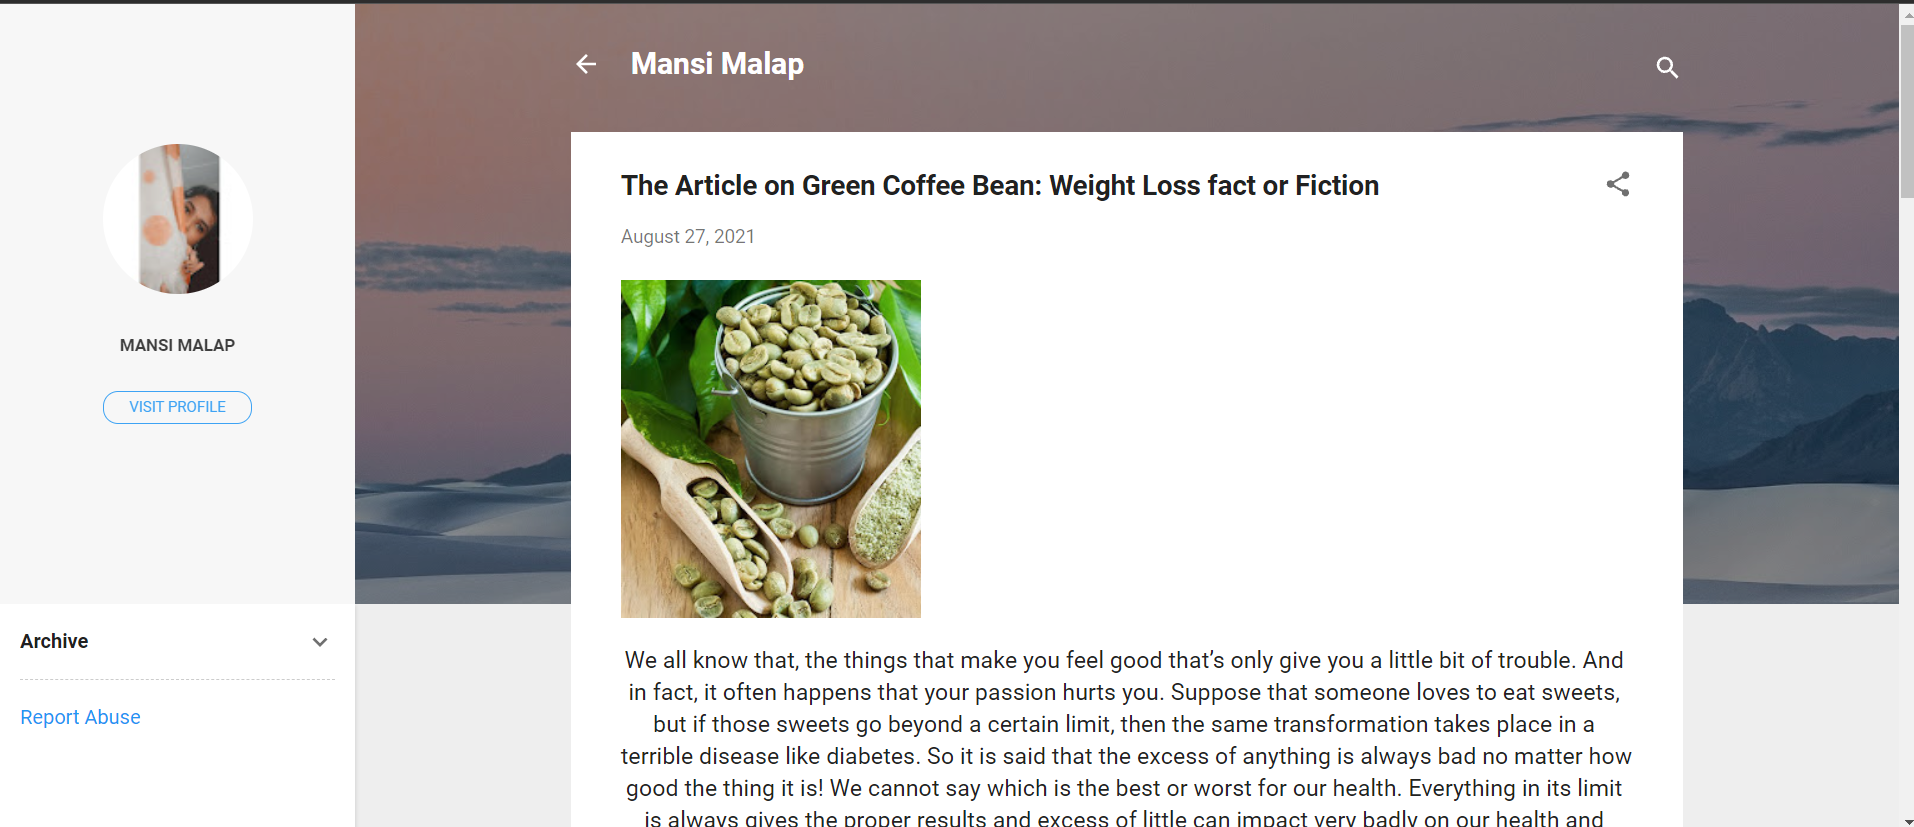 Mansi Malap
MANSI MALAP
VISIT PROFILE
Archive
Report Abuse
The Article on Green Coffee Bean: Weight Loss fact or Fiction
August 27, 2021
We all know that, the things that make you feel good that’s only give you a little bit of trouble. And
in fact, it often happens that your passion hurts you. Suppose that someone loves to eat sweets,
but if those sweets go beyond a certain limit, then the same transformation takes place in a
terrible disease like diabetes. So it is said that the excess of anything is always bad no matter how
good the thing it is! We cannot say which is the best or worst for our health. Everything in its limit
is always gives the proper results and excess of little can impact very badly on our health and